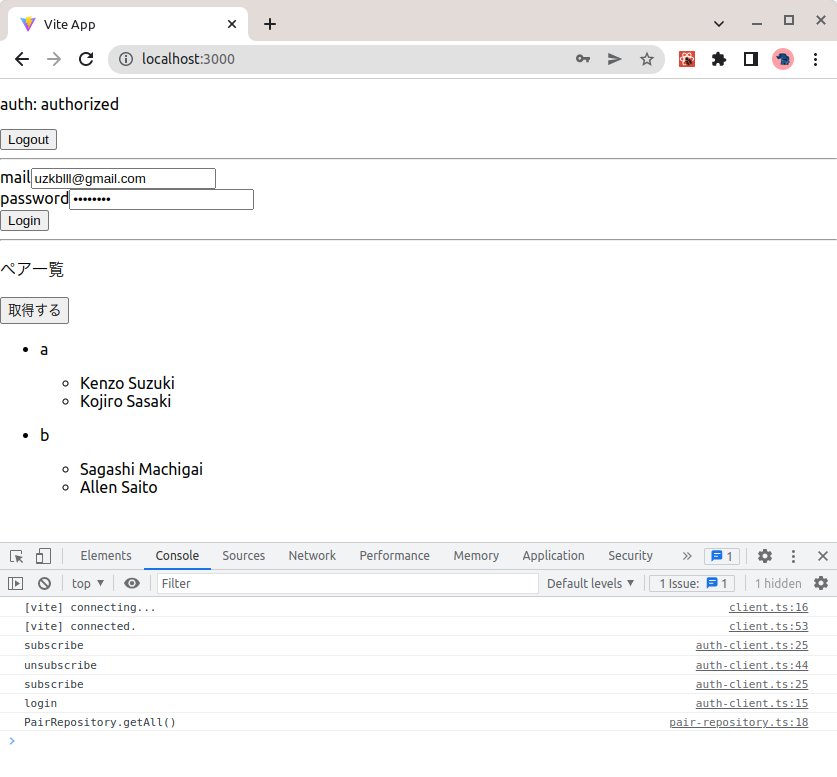 Vite App
localhost:3000
auth: authorized
Logout
mail uzkblll@gmail.com
password ••••••••
Login
ペア一覧
取得する
a
Kenzo Suzuki
Kojiro Sasaki
b
Sagashi Machigai
Allen Saito
Elements Console Sources Network Performance Memory Application Security » 1
top ▼ Filter Default levels ▼ 1 Issue: 1 1 hidden
[vite] connecting... client.ts:16
[vite] connected. client.ts:53
subscribe auth-client.ts:25
unsubscribe auth-client.ts:44
subscribe auth-client.ts:25
login auth-client.ts:15
PairRepository.getAll() pair-repository.ts:18
>